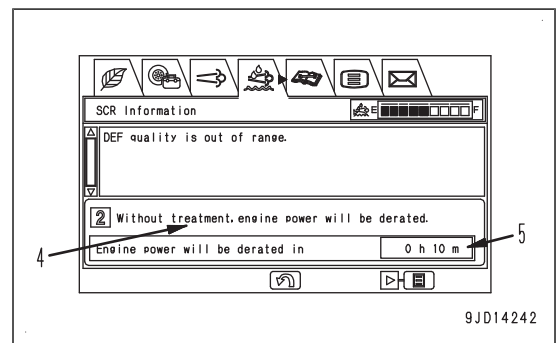 SCR Information
E F
DEF quality is out of range.
2 Without treatment, engine power will be derated.
4
Engine power will be derated in 0 h 10 m
5
9JD14242